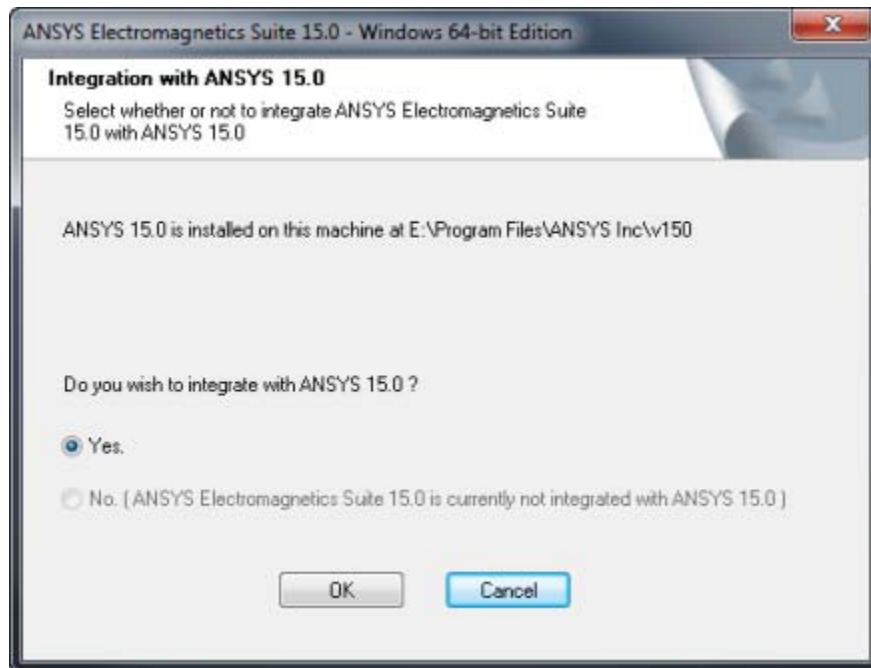 ANSYS Electromagnetics Suite 15.0 - Windows 64-bit Edition
Integration with ANSYS 15.0
Select whether or not to integrate ANSYS Electromagnetics Suite
15.0 with ANSYS 15.0
ANSYS 15.0 is installed on this machine at E:\Program Files\ANSYS Inc\v150
Do you wish to integrate with ANSYS 15.0 ?
Yes.
No. ( ANSYS Electromagnetics Suite 15.0 is currently not integrated with ANSYS 15.0 )
OK
Cancel